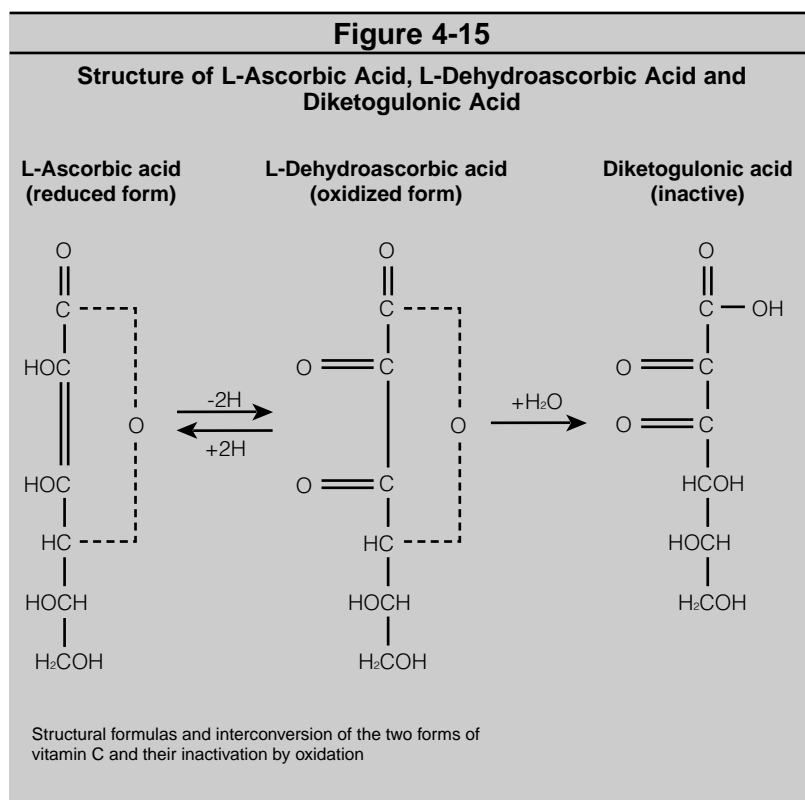 Figure 4-15
Structure of L-Ascorbic Acid, L-Dehydroascorbic Acid and
Diketogulonic Acid
L-Ascorbic acid
(reduced form)
L-Dehydroascorbic acid
(oxidized form)
Diketogulonic acid
(inactive)
O
C
HOC
HOC
HC
HOCH
H₂COH
O
-2H
+2H
O
C
O C
O C
HC
HOCH
H₂COH
O
+H₂O
O
C OH
O C
O C
HCOH
HOCH
H₂COH
Structural formulas and interconversion of the two forms of
vitamin C and their inactivation by oxidation